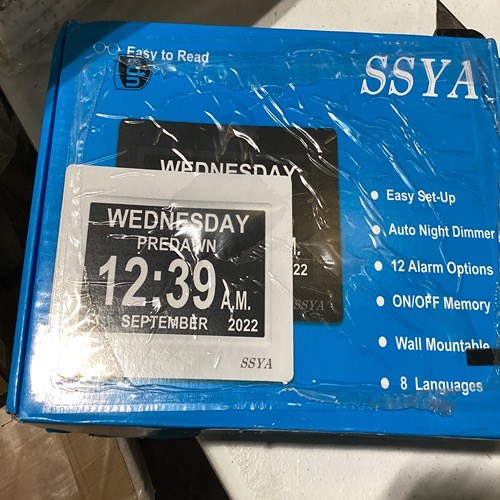 Easy to Read
SSYA
WEDNESDAY
22
SSYA
WEDNESDAY
PREDAWN
12:39 A.M.
SEPTEMBER 2022
SSYA
Easy Set-Up
Auto Night Dimmer
12 Alarm Options
ON/OFF Memory
Wall Mountable
8 Languages